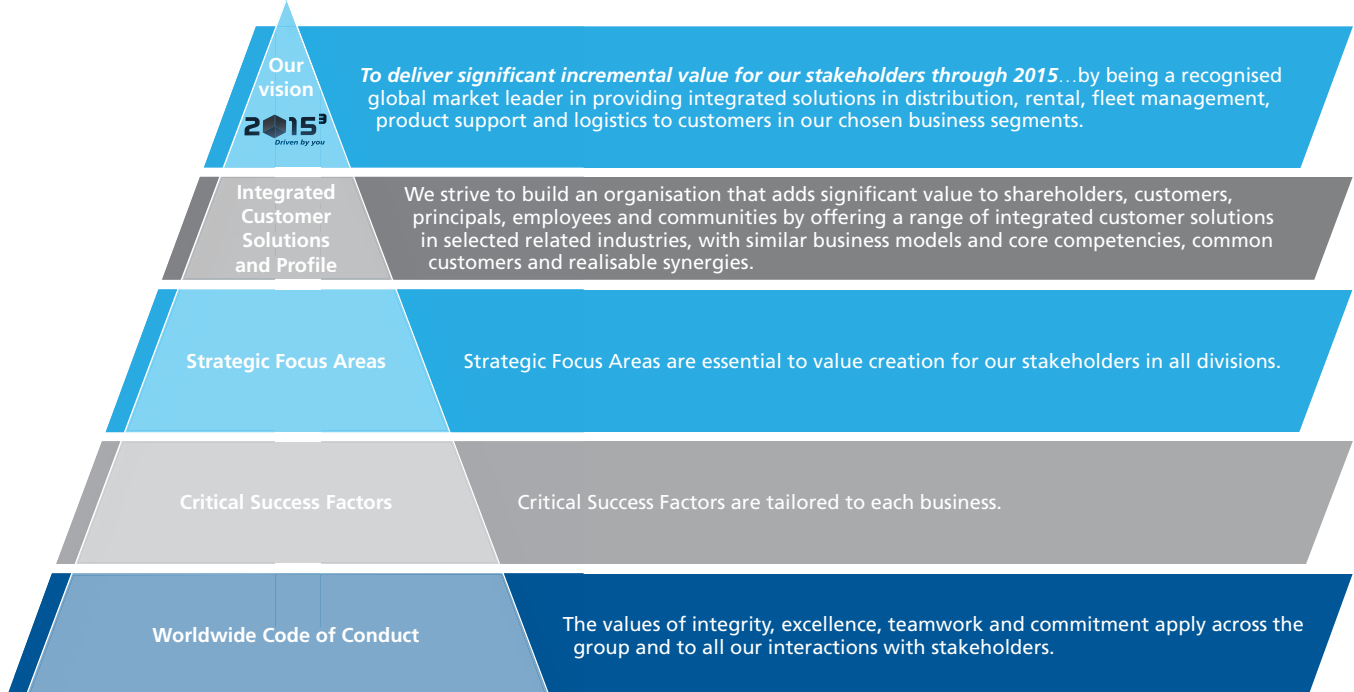 Our
vision
2015³
Driven by you
To deliver significant incremental value for our stakeholders through 2015…by being a recognised
global market leader in providing integrated solutions in distribution, rental, fleet management,
product support and logistics to customers in our chosen business segments.
Integrated
Customer
Solutions
and Profile
We strive to build an organisation that adds significant value to shareholders, customers,
principals, employees and communities by offering a range of integrated customer solutions
in selected related industries, with similar business models and core competencies, common
customers and realisable synergies.
Strategic Focus Areas
Strategic Focus Areas are essential to value creation for our stakeholders in all divisions.
Critical Success Factors
Critical Success Factors are tailored to each business.
Worldwide Code of Conduct
The values of integrity, excellence, teamwork and commitment apply across the
group and to all our interactions with stakeholders.